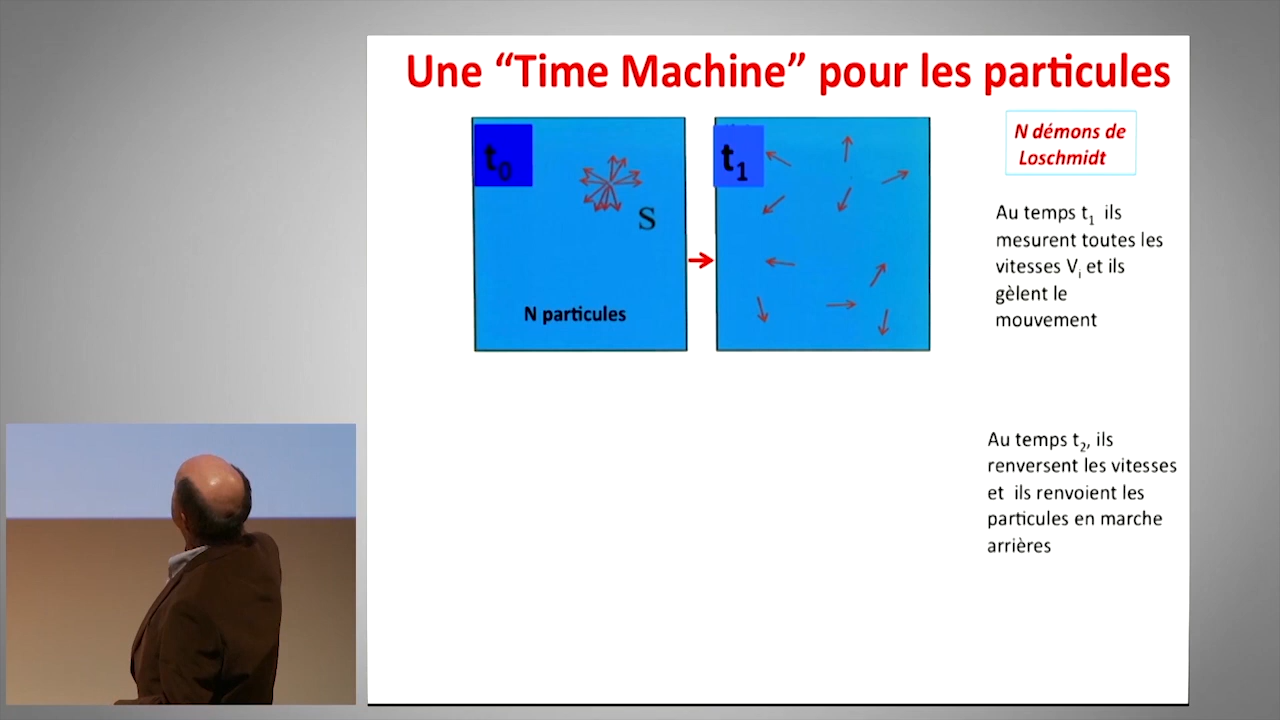 Une “Time Machine” pour les particules
t0
S
N particules
t1
N démons de
Loschmidt
Au temps t1 ils
mesurent toutes les
vitesses Vi et ils
gèlent le
mouvement
Au temps t2, ils
renversent les vitesses
et ils renvoient les
particules en marche
arrières